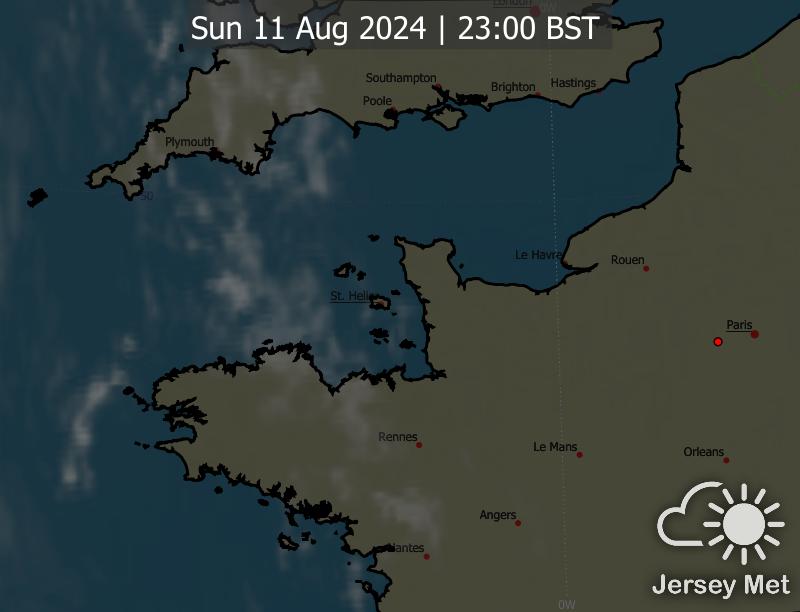 London
0W
Sun 11 Aug 2024 | 23:00 BST
Southampton
Brighton
Hastings
Poole
Plymouth
50
Le Havre
Rouen
St. Helier
Paris
Rennes
Le Mans
Orleans
Angers
Nantes
Jersey Met
0W